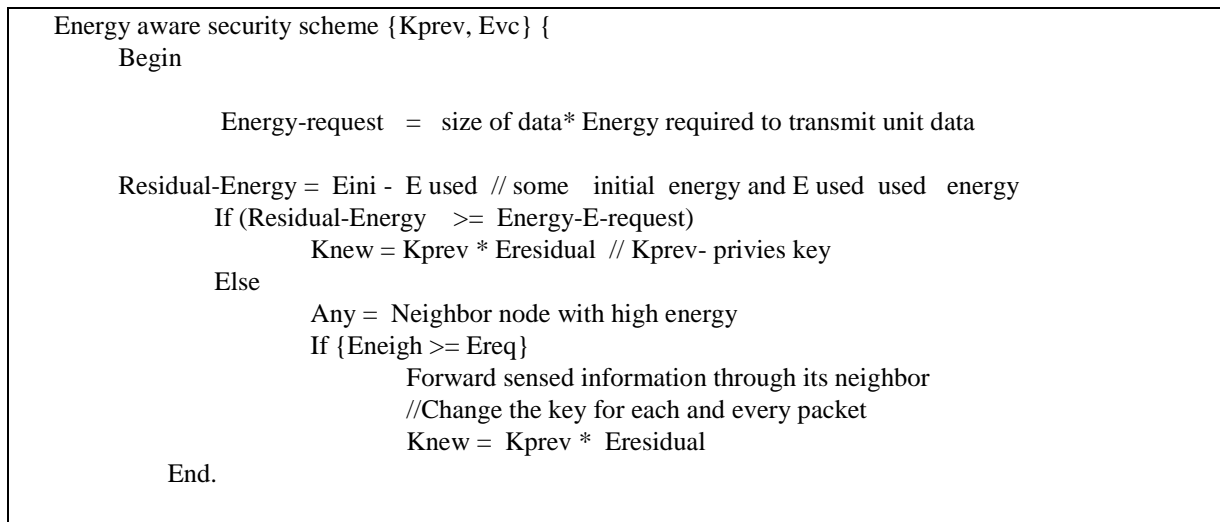 Energy aware security scheme {Kprev, Evc} {
Begin
Energy-request = size of data* Energy required to transmit unit data
Residual-Energy = Eini - E used // some initial energy and E used used energy
If (Residual-Energy >= Energy-E-request)
Knew = Kprev * Eresidual // Kprev- privies key
Else
Any = Neighbor node with high energy
If {Eneigh >= Ereq}
Forward sensed information through its neighbor
//Change the key for each and every packet
Knew = Kprev * Eresidual
End.